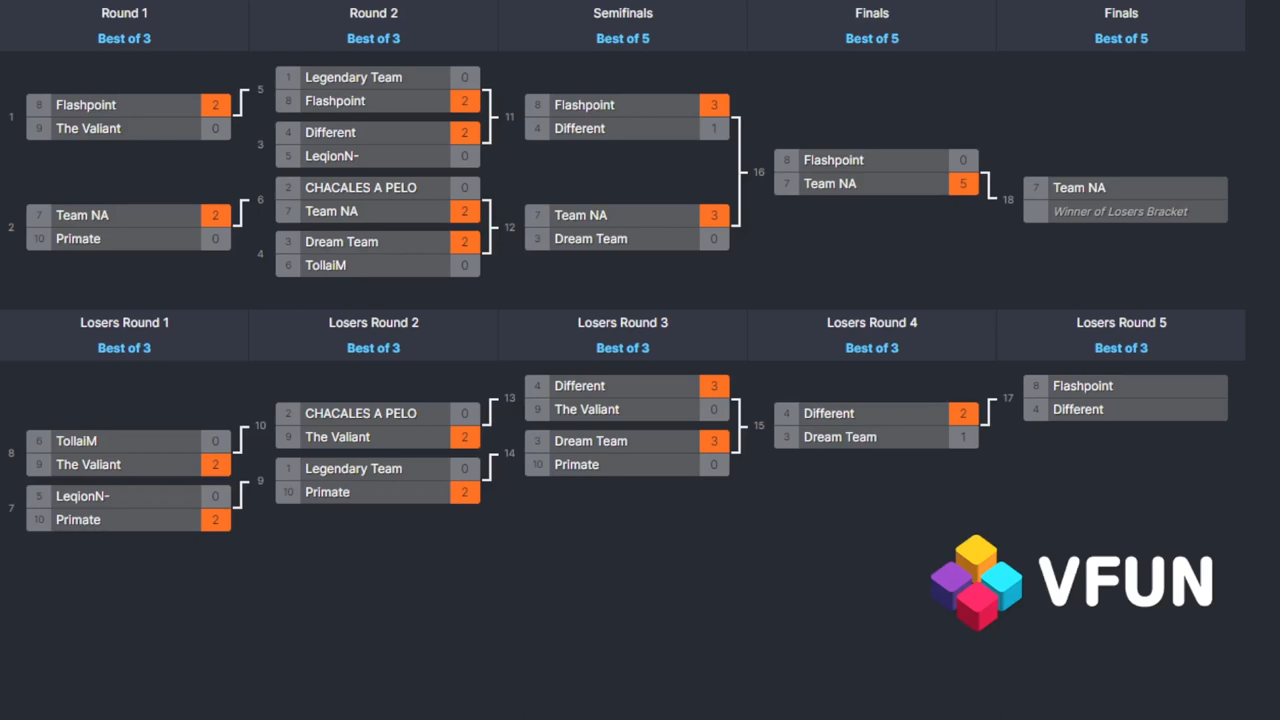 Round 1 Round 2 Semifinals Finals Finals
Best of 3 Best of 3 Best of 5 Best of 5 Best of 5
1
8 Flashpoint 2
9 The Valiant 0
2
7 Team NA 2
10 Primate 0
5
1 Legendary Team 0
8 Flashpoint 2
3
4 Different 2
5 LeqionN- 0
6
2 CHACALES A PELO 0
7 Team NA 2
4
3 Dream Team 2
6 TollaiM 0
11
8 Flashpoint 3
4 Different 1
12
7 Team NA 3
3 Dream Team 0
16
8 Flashpoint 0
7 Team NA 5
18
7 Team NA
Winner of Losers Bracket
Losers Round 1 Losers Round 2 Losers Round 3 Losers Round 4 Losers Round 5
Best of 3 Best of 3 Best of 3 Best of 3 Best of 3
8
6 TollaiM 0
9 The Valiant 2
7
5 LeqionN- 0
10 Primate 2
10
2 CHACALES A PELO 0
9 The Valiant 2
9
1 Legendary Team 0
10 Primate 2
13
4 Different 3
9 The Valiant 0
14
3 Dream Team 3
10 Primate 0
15
4 Different 2
3 Dream Team 1
17
8 Flashpoint
4 Different
VFUN